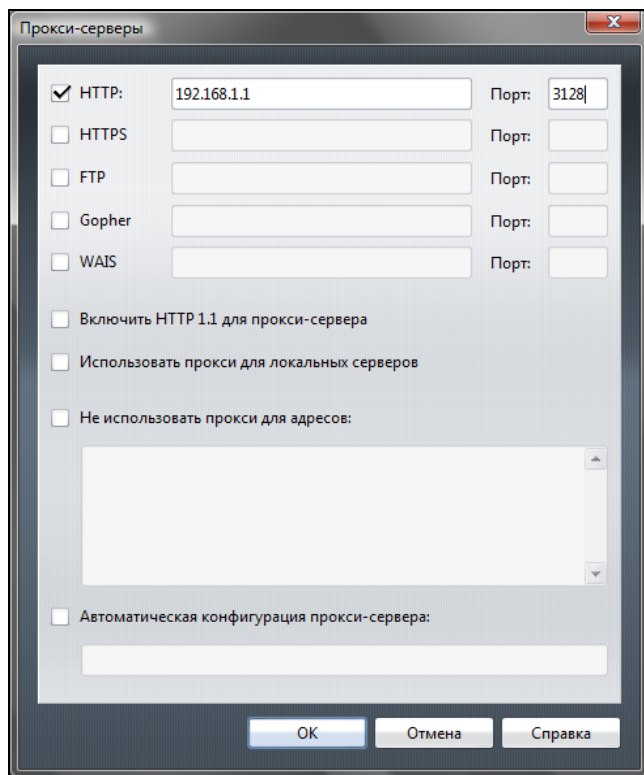 Прокси-серверы
HTTP: 192.168.1.1 Порт: 3128
HTTPS Порт:
FTP Порт:
Gopher Порт:
WAIS Порт:
Включить HTTP 1.1 для прокси-сервера
Использовать прокси для локальных серверов
Не использовать прокси для адресов:
Автоматическая конфигурация прокси-сервера:
OK Отмена Справка